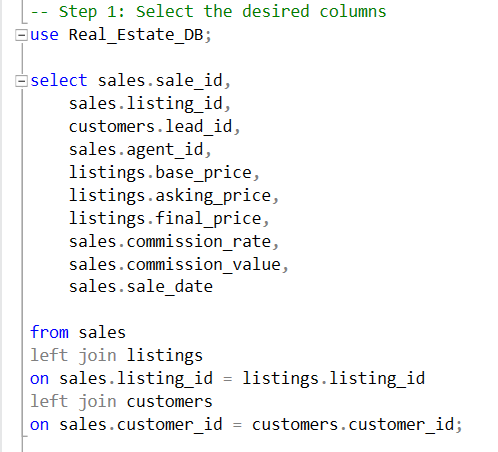 -- Step 1: Select the desired columns
use Real_Estate_DB;
select sales.sale_id,
sales.listing_id,
customers.lead_id,
sales.agent_id,
listings.base_price,
listings.asking_price,
listings.final_price,
sales.commission_rate,
sales.commission_value,
sales.sale_date
from sales
left join listings
on sales.listing_id = listings.listing_id
left join customers
on sales.customer_id = customers.customer_id;